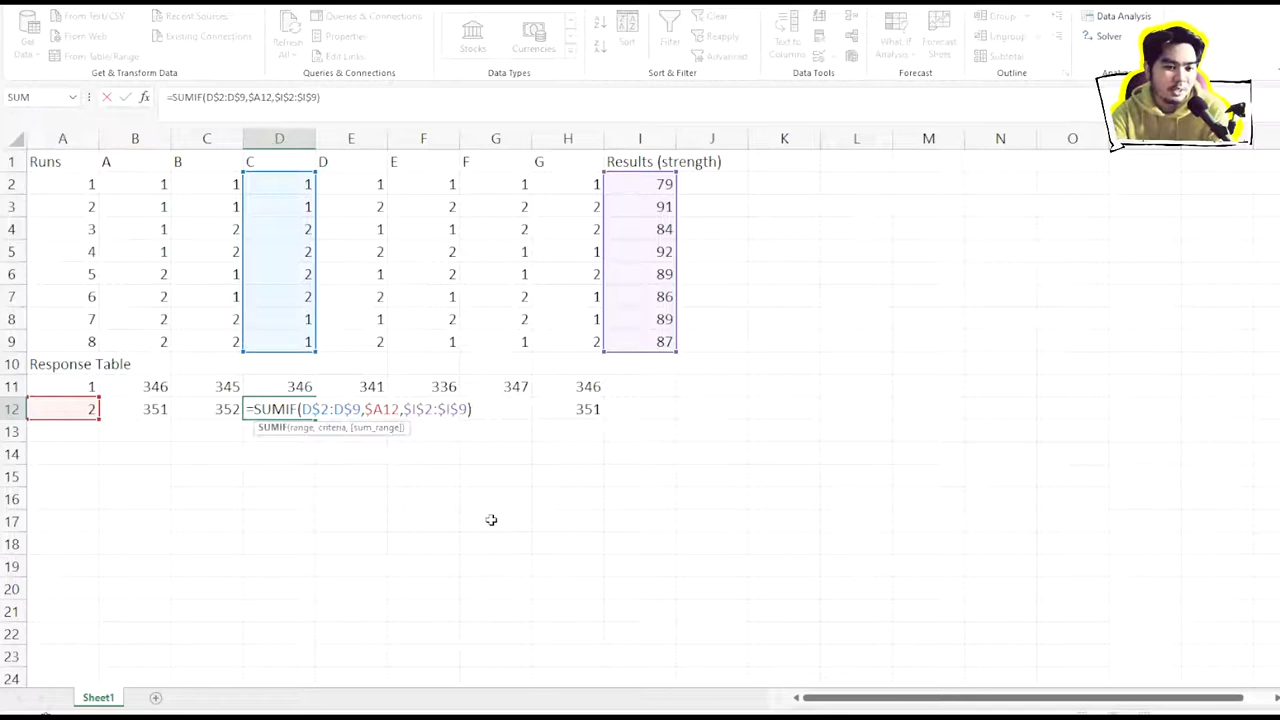 From Text/CSV Recent Sources Queries & Connections Clear Group Data Analysis
From Web Existing Connections Properties Reapply Ungroup Solver
Get Data From Table/Range Refresh All Edit Links Stocks Currencies Sort Filter Advanced Text to Columns What-If Analysis Forecast Sheet Subtotal
Get & Transform Data Queries & Connections Data Types Sort & Filter Data Tools Forecast Outline
SUM fx =SUMIF(D$2:D$9,$A12,$I$2:$I$9)
A B C D E F G H I J K L M N O
1 Runs A B C D E F G Results (strength)
2 1 1 1 1 1 1 1 1 79
3 2 1 1 1 2 2 2 2 91
4 3 1 2 2 1 1 2 2 84
5 4 1 2 2 2 2 1 1 92
6 5 2 1 2 1 2 1 2 89
7 6 2 1 2 2 1 2 1 86
8 7 2 2 1 1 2 2 1 89
9 8 2 2 1 2 1 1 2 87
10 Response Table
11 1 346 345 346 341 336 347 346
12 2 351 352 =SUMIF(D$2:D$9,$A12,$I$2:$I$9) 351
13 SUMIF(range, criteria, [sum_range])
14
15
16
17
18
19
20
21
22
23
24
Sheet1